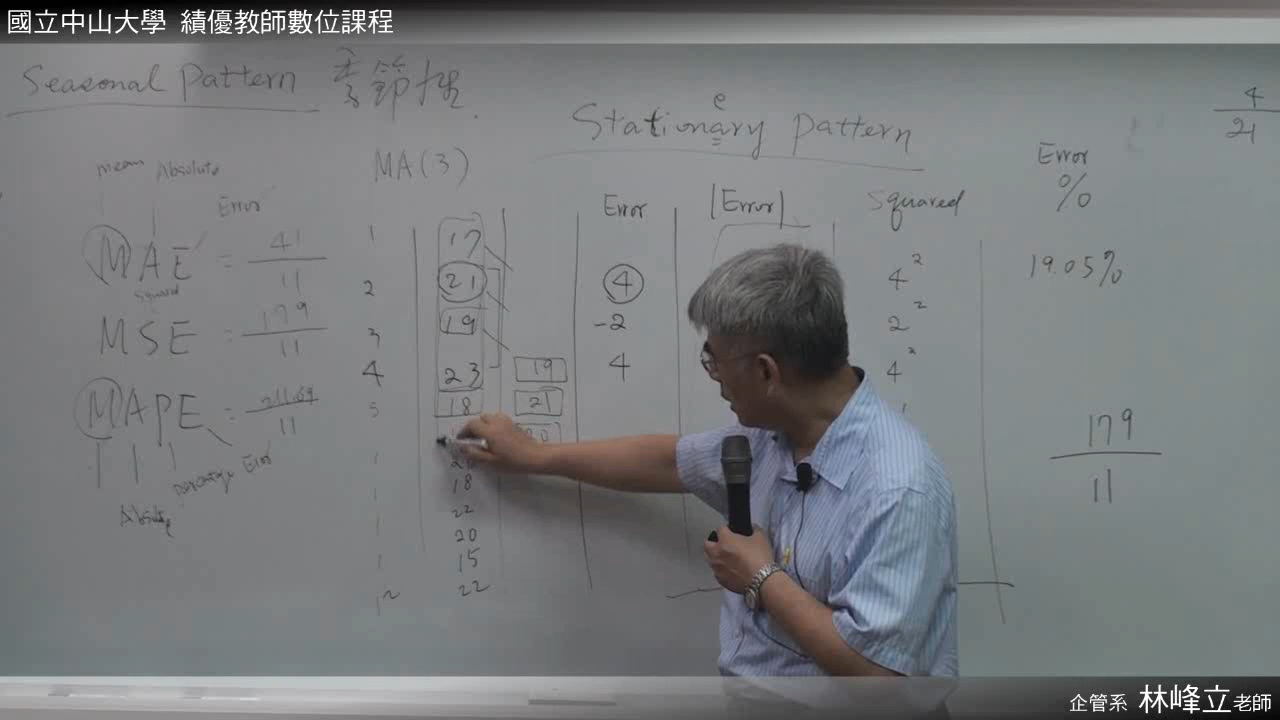 國立中山大學 績優教師數位課程
Seasonal Pattern 季節性
Stationary pattern
e
4
21
mean Absolute
Error
MA(3)
Error
|Error|
Squared
Error
%
MAE = 41
11
Squared
MSE = 179
11
MAPE = 211.69
11
Absolute percentage Error
1 17
2 21 4 4²
19.05%
3 19 -2 2²
4 23 19 4 4²
5 18 21
18
22
20
15
12 22
179
11
企管系 林峰立老師